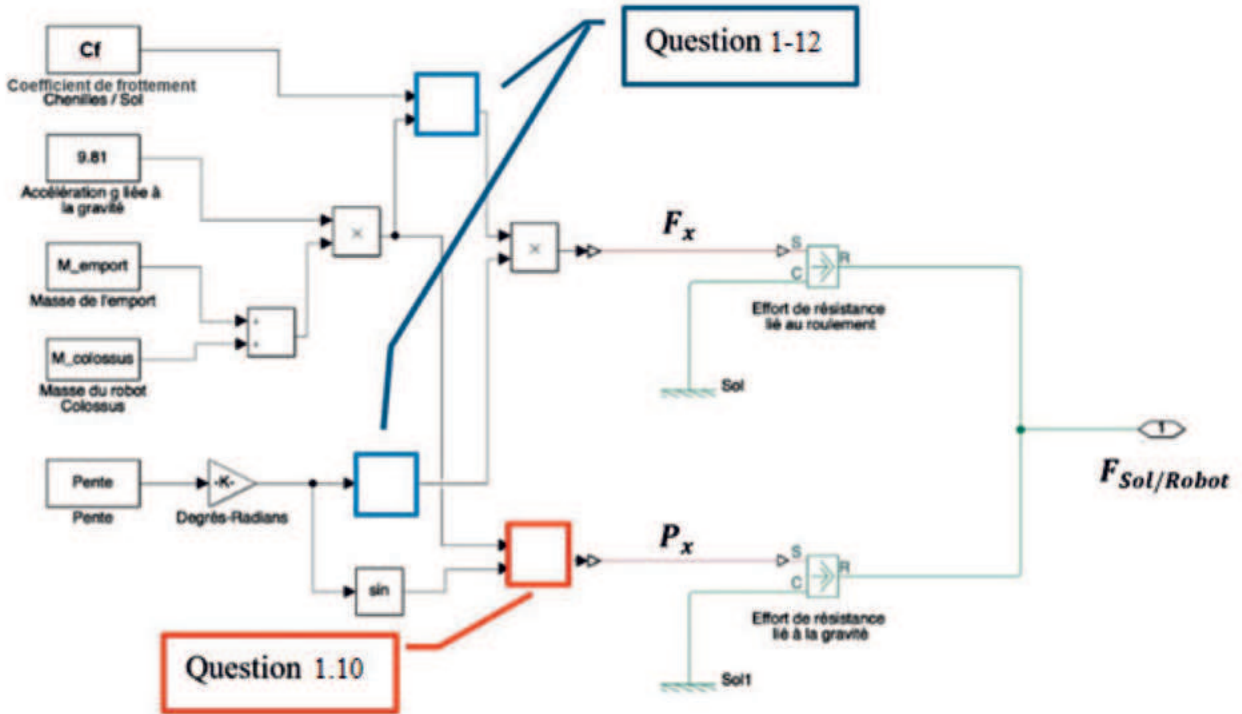 Cf
Coefficient de frottement
Chenilles / Sol
Question 1-12
9.81
Accélération g liée à
la gravité
×
×
M_emport
Masse de l'emport
+
+
M_colossus
Masse du robot
Colossus
Pente
Pente
-K-
Degrés-Radians
sin
Question 1.10
F_x
S
C
R
Effort de résistance
lié au roulement
Sol
P_x
S
C
R
Effort de résistance
lié à la gravité
Sol1
1
F_Sol/Robot